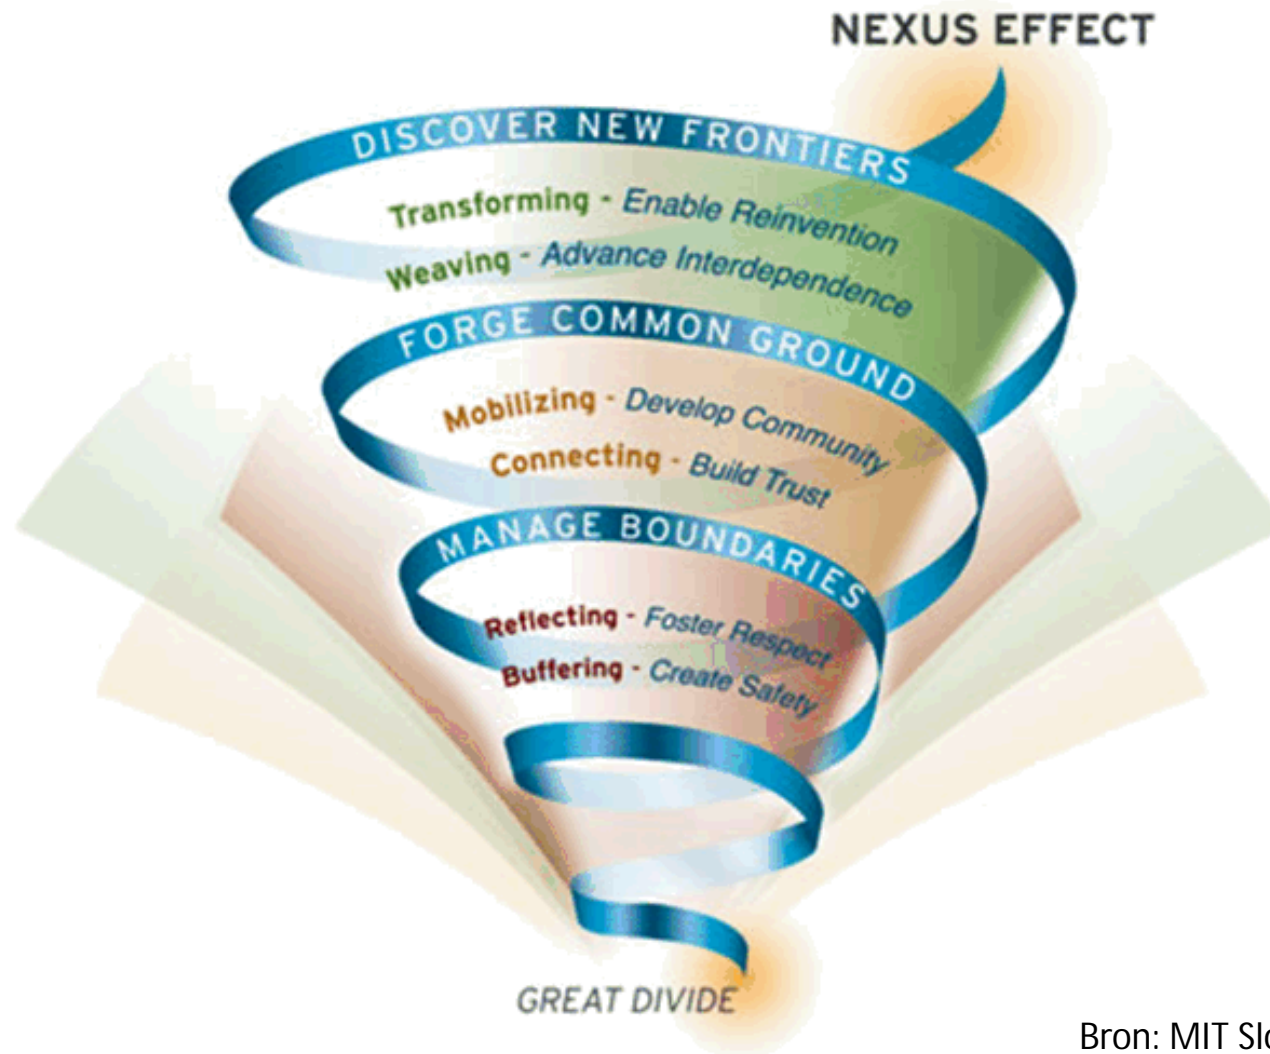 NEXUS EFFECT
DISCOVER NEW FRONTIERS
Transforming - Enable Reinvention
Weaving - Advance Interdependence
FORGE COMMON GROUND
Mobilizing - Develop Community
Connecting - Build Trust
MANAGE BOUNDARIES
Reflecting - Foster Respect
Buffering - Create Safety
GREAT DIVIDE
Bron: MIT